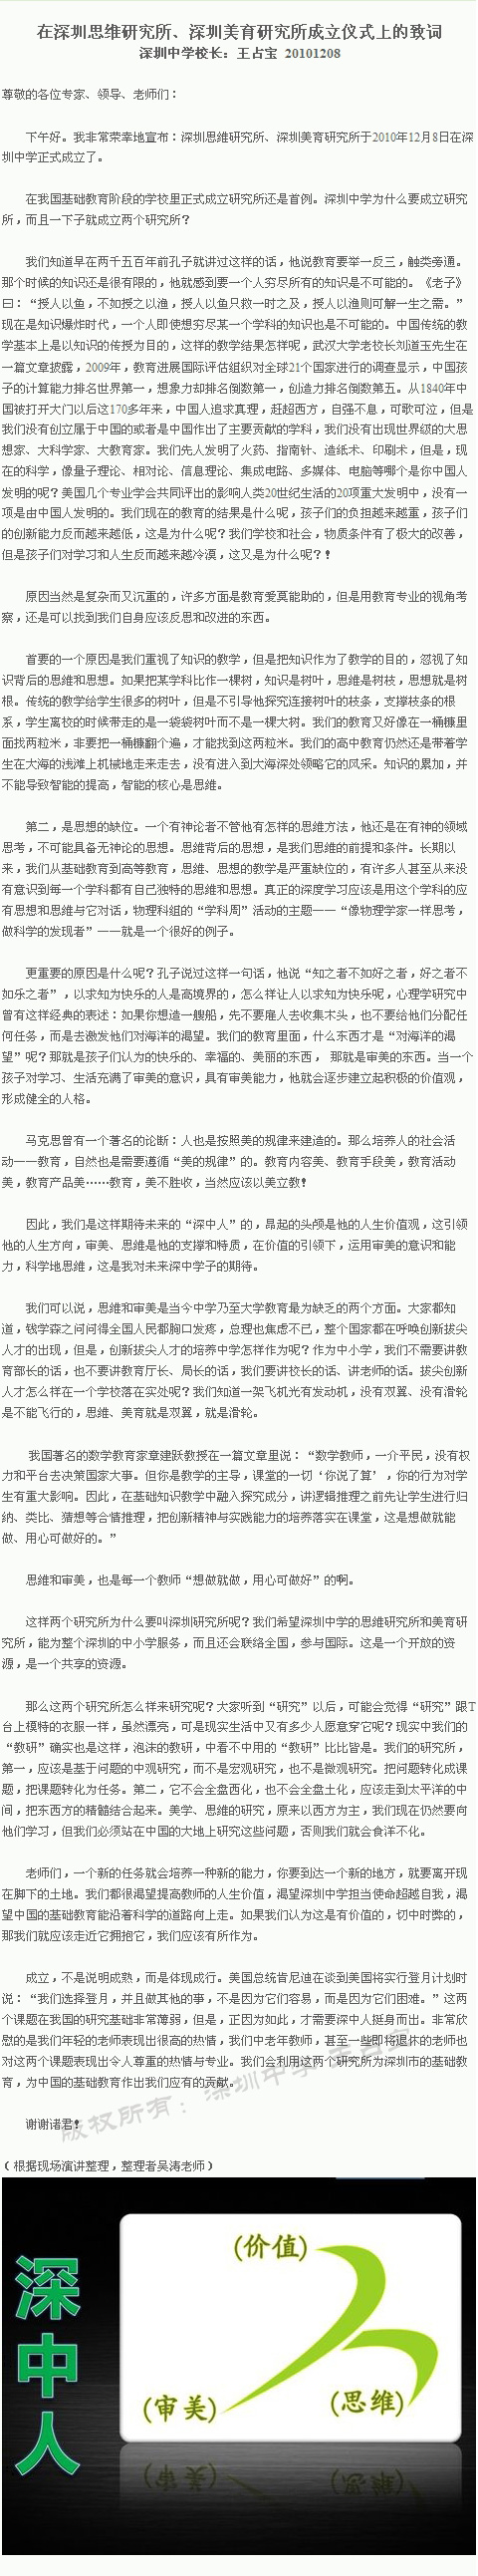 在深圳思维研究所、深圳美育研究所成立仪式上的致词
深圳中学校长：王占宝 20101208
尊敬的各位专家、领导、老师们：
下午好。我非常荣幸地宣布：深圳思维研究所、深圳美育研究所于2010年12月8日在深
圳中学正式成立了。
在我国基础教育阶段的学校里正式成立研究所还是首例。深圳中学为什么要成立研究
所，而且一下子就成立两个研究所？
我们知道早在两千五百年前孔子就讲过这样的话，他说教育要举一反三，触类旁通。
那个时候的知识还是很有限的，他就感到要一个人穷尽所有的知识是不可能的。《老子》
曰：“授人以鱼，不如授之以渔，授人以鱼只救一时之及，授人以渔则可解一生之需。”
现在是知识爆炸时代，一个人即使想穷尽某一个学科的知识也是不可能的。中国传统的教
学基本上是以知识的传授为目的，这样的教学结果怎样呢，武汉大学老校长刘道玉先生在
一篇文章披露，2009年，教育进展国际评估组织对全球21个国家进行的调查显示，中国孩
子的计算能力排名世界第一，想象力却排名倒数第一，创造力排名倒数第五。从1840年中
国被打开大门以后这170多年来，中国人追求真理，赶超西方，自强不息，可歌可泣，但是
我们没有创立属于中国的或者是中国作出了主要贡献的学科，我们没有出现世界级的大思
想家、大科学家、大教育家。我们先人发明了火药、指南针、造纸术、印刷术，但是，现
在的科学，像量子理论、相对论、信息理论、集成电路、多媒体、电脑等哪个是你中国人
发明的呢？美国几个专业学会共同评出的影响人类20世纪生活的20项重大发明中，没有一
项是由中国人发明的。我们现在的教育的结果是什么呢，孩子们的负担越来越重，孩子们
的创新能力反而越来越低，这是为什么呢？我们学校和社会，物质条件有了极大的改善，
但是孩子们对学习和人生反而越来越冷漠，这又是为什么呢？！
原因当然是复杂而又沉重的，许多方面是教育爱莫能助的，但是用教育专业的视角考
察，还是可以找到我们自身应该反思和改进的东西。
首要的一个原因是我们重视了知识的教学，但是把知识作为了教学的目的，忽视了知
识背后的思维和思想。如果把某学科比作一棵树，知识是树叶，思维是树枝，思想就是树
根。传统的教学给学生很多的树叶，但是不引导他探究连接树叶的枝条，支撑枝条的根
系，学生离校的时候带走的是一袋袋树叶而不是一棵大树。我们的教育又好像在一桶糠里
面找两粒米，非要把一桶糠翻个遍，才能找到这两粒米。我们的高中教育仍然还是带着学
生在大海的浅滩上机械地走来走去，没有进入到大海深处领略它的风采。知识的累加，并
不能导致智能的提高，智能的核心是思维。
第二，是思想的缺位。一个有神论者不管他有怎样的思维方法，他还是在有神的领域
思考，不可能具备无神论的思想。思维背后的思想，是我们思维的前提和条件。长期以
来，我们从基础教育到高等教育，思维、思想的教学是严重缺位的，有许多人甚至从来没
有意识到每一个学科都有自己独特的思维和思想。真正的深度学习应该是用这个学科的应
有思想和思维与它对话，物理科组的“学科周”活动的主题——“像物理学家一样思考，
做科学的发现者”——就是一个很好的例子。
更重要的原因是什么呢？孔子说过这样一句话，他说“知之者不如好之者，好之者不
如乐之者”，以求知为快乐的人是高境界的，怎么样让人以求知为快乐呢，心理学研究中
曾有这样经典的表述：如果你想造一艘船，先不要雇人去收集木头，也不要给他们分配任
何任务，而是去激发他们对海洋的渴望。我们的教育里面，什么东西才是“对海洋的渴
望”呢？那就是孩子们认为的快乐的、幸福的、美丽的东西， 那就是审美的东西。当一个
孩子对学习、生活充满了审美的意识，具有审美能力，他就会逐步建立起积极的价值观，
形成健全的人格。
马克思曾有一个著名的论断：人也是按照美的规律来建造的。那么培养人的社会活
动——教育，自然也是需要遵循“美的规律”的。教育内容美、教育手段美，教育活动
美，教育产品美……教育，美不胜收，当然应该以美立教！
因此，我们是这样期待未来的“深中人”的，昂起的头颅是他的人生价值观，这引领
他的人生方向，审美、思维是他的支撑和特质，在价值的引领下，运用审美的意识和能
力，科学地思维，这是我对未来深中学子的期待。
我们可以说，思维和审美是当今中学乃至大学教育最为缺乏的两个方面。大家都知
道，钱学森之问问得全国人民都胸口发疼，总理也焦虑不已，整个国家都在呼唤创新拔尖
人才的出现，但是，创新拔尖人才的培养中学怎样作为呢？作为中小学，我们不需要讲教
育部长的话，也不要讲教育厅长、局长的话，我们要讲校长的话、讲老师的话。拔尖创新
人才怎么样在一个学校落在实处呢？我们知道一架飞机光有发动机，没有双翼、没有滑轮
是不能飞行的，思维、美育就是双翼，就是滑轮。
我国著名的数学教育家章建跃教授在一篇文章里说：“数学教师，一介平民，没有权
力和平台去决策国家大事。但你是教学的主导，课堂的一切‘你说了算’，你的行为对学
生有重大影响。因此，在基础知识教学中融入探究成分，讲逻辑推理之前先让学生进行归
纳、类比、猜想等合情推理，把创新精神与实践能力的培养落实在课堂，这是想做就能
做、用心可做好的。”
思维和审美，也是每一个教师“想做就做，用心可做好”的啊。
这样两个研究所为什么要叫深圳研究所呢？我们希望深圳中学的思维研究所和美育研
究所，能为整个深圳的中小学服务，而且还会联络全国，参与国际。这是一个开放的资
源，是一个共享的资源。
那么这两个研究所怎么样来研究呢？大家听到“研究”以后，可能会觉得“研究”跟T
台上模特的衣服一样，虽然漂亮，可是现实生活中又有多少人愿意穿它呢？现实中我们的
“教研”确实也是这样，泡沫的教研，中看不中用的“教研”比比皆是。我们的研究所，
第一，应该是基于问题的中观研究，而不是宏观研究，也不是微观研究。把问题转化成课
题，把课题转化为任务。第二，它不会全盘西化，也不会全盘土化，应该走到太平洋的中
间，把东西方的精髓结合起来。美学、思维的研究，原来以西方为主，我们现在仍然要向
他们学习，但我们必须站在中国的大地上研究这些问题，否则我们就会食洋不化。
老师们，一个新的任务就会培养一种新的能力，你要到达一个新的地方，就要离开现
在脚下的土地。我们都很渴望提高教师的人生价值，渴望深圳中学担当使命超越自我，渴
望中国的基础教育能沿着科学的道路向上走。如果我们认为这是有价值的，切中时弊的，
那我们就应该走近它拥抱它，我们应该有所作为。
成立，不是说明成熟，而是体现成行。美国总统肯尼迪在谈到美国将实行登月计划时
说：“我们选择登月，并且做其他的事，不是因为它们容易，而是因为它们困难。”这两
个课题在我国的研究基础非常薄弱，但是，正因为如此，才需要深中人挺身而出。非常欣
慰的是我们年轻的老师表现出很高的热情，我们中老年教师，甚至一些即将退休的老师也
对这两个课题表现出令人尊重的热情与专业。我们会利用这两个研究所为深圳市的基础教
育，为中国的基础教育作出我们应有的贡献。
谢谢诸君！
版权所有：深圳中学 王占宝
（根据现场演讲整理，整理者吴涛老师）
深中人
（价值）
（审美）
（思维）